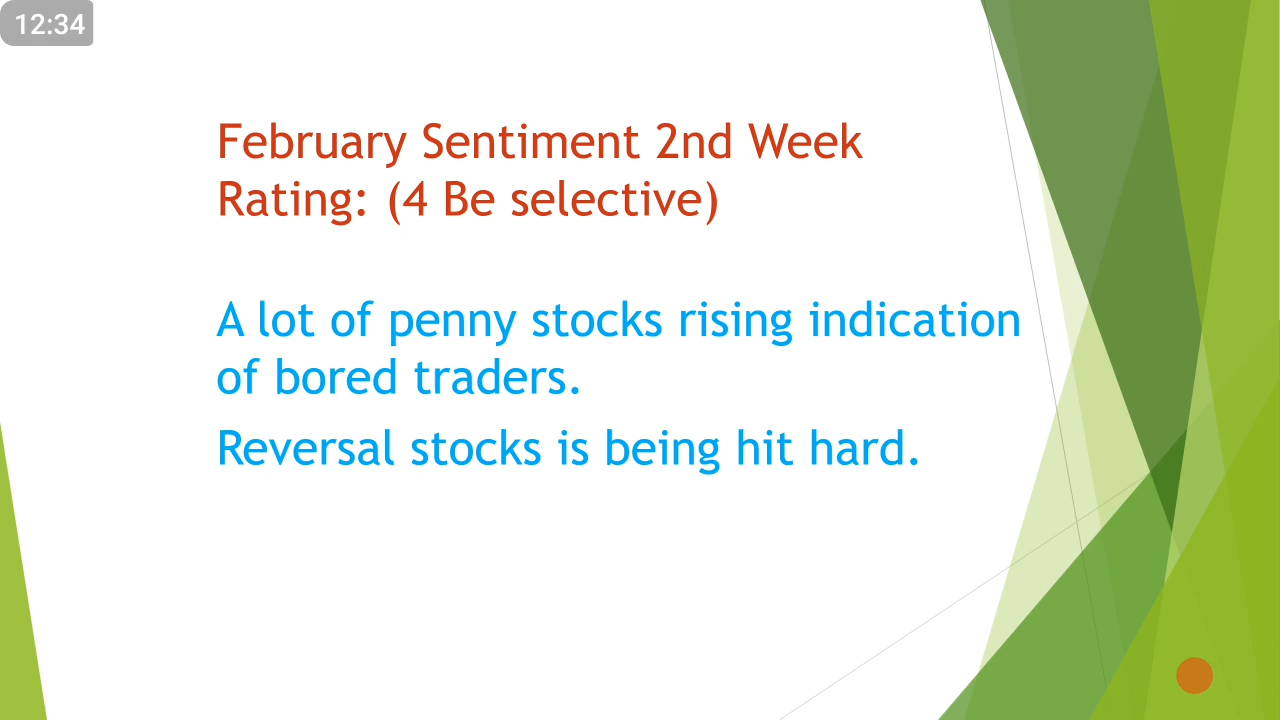 12:34
February Sentiment 2nd Week
Rating: (4 Be selective)
A lot of penny stocks rising indication
of bored traders.
Reversal stocks is being hit hard.